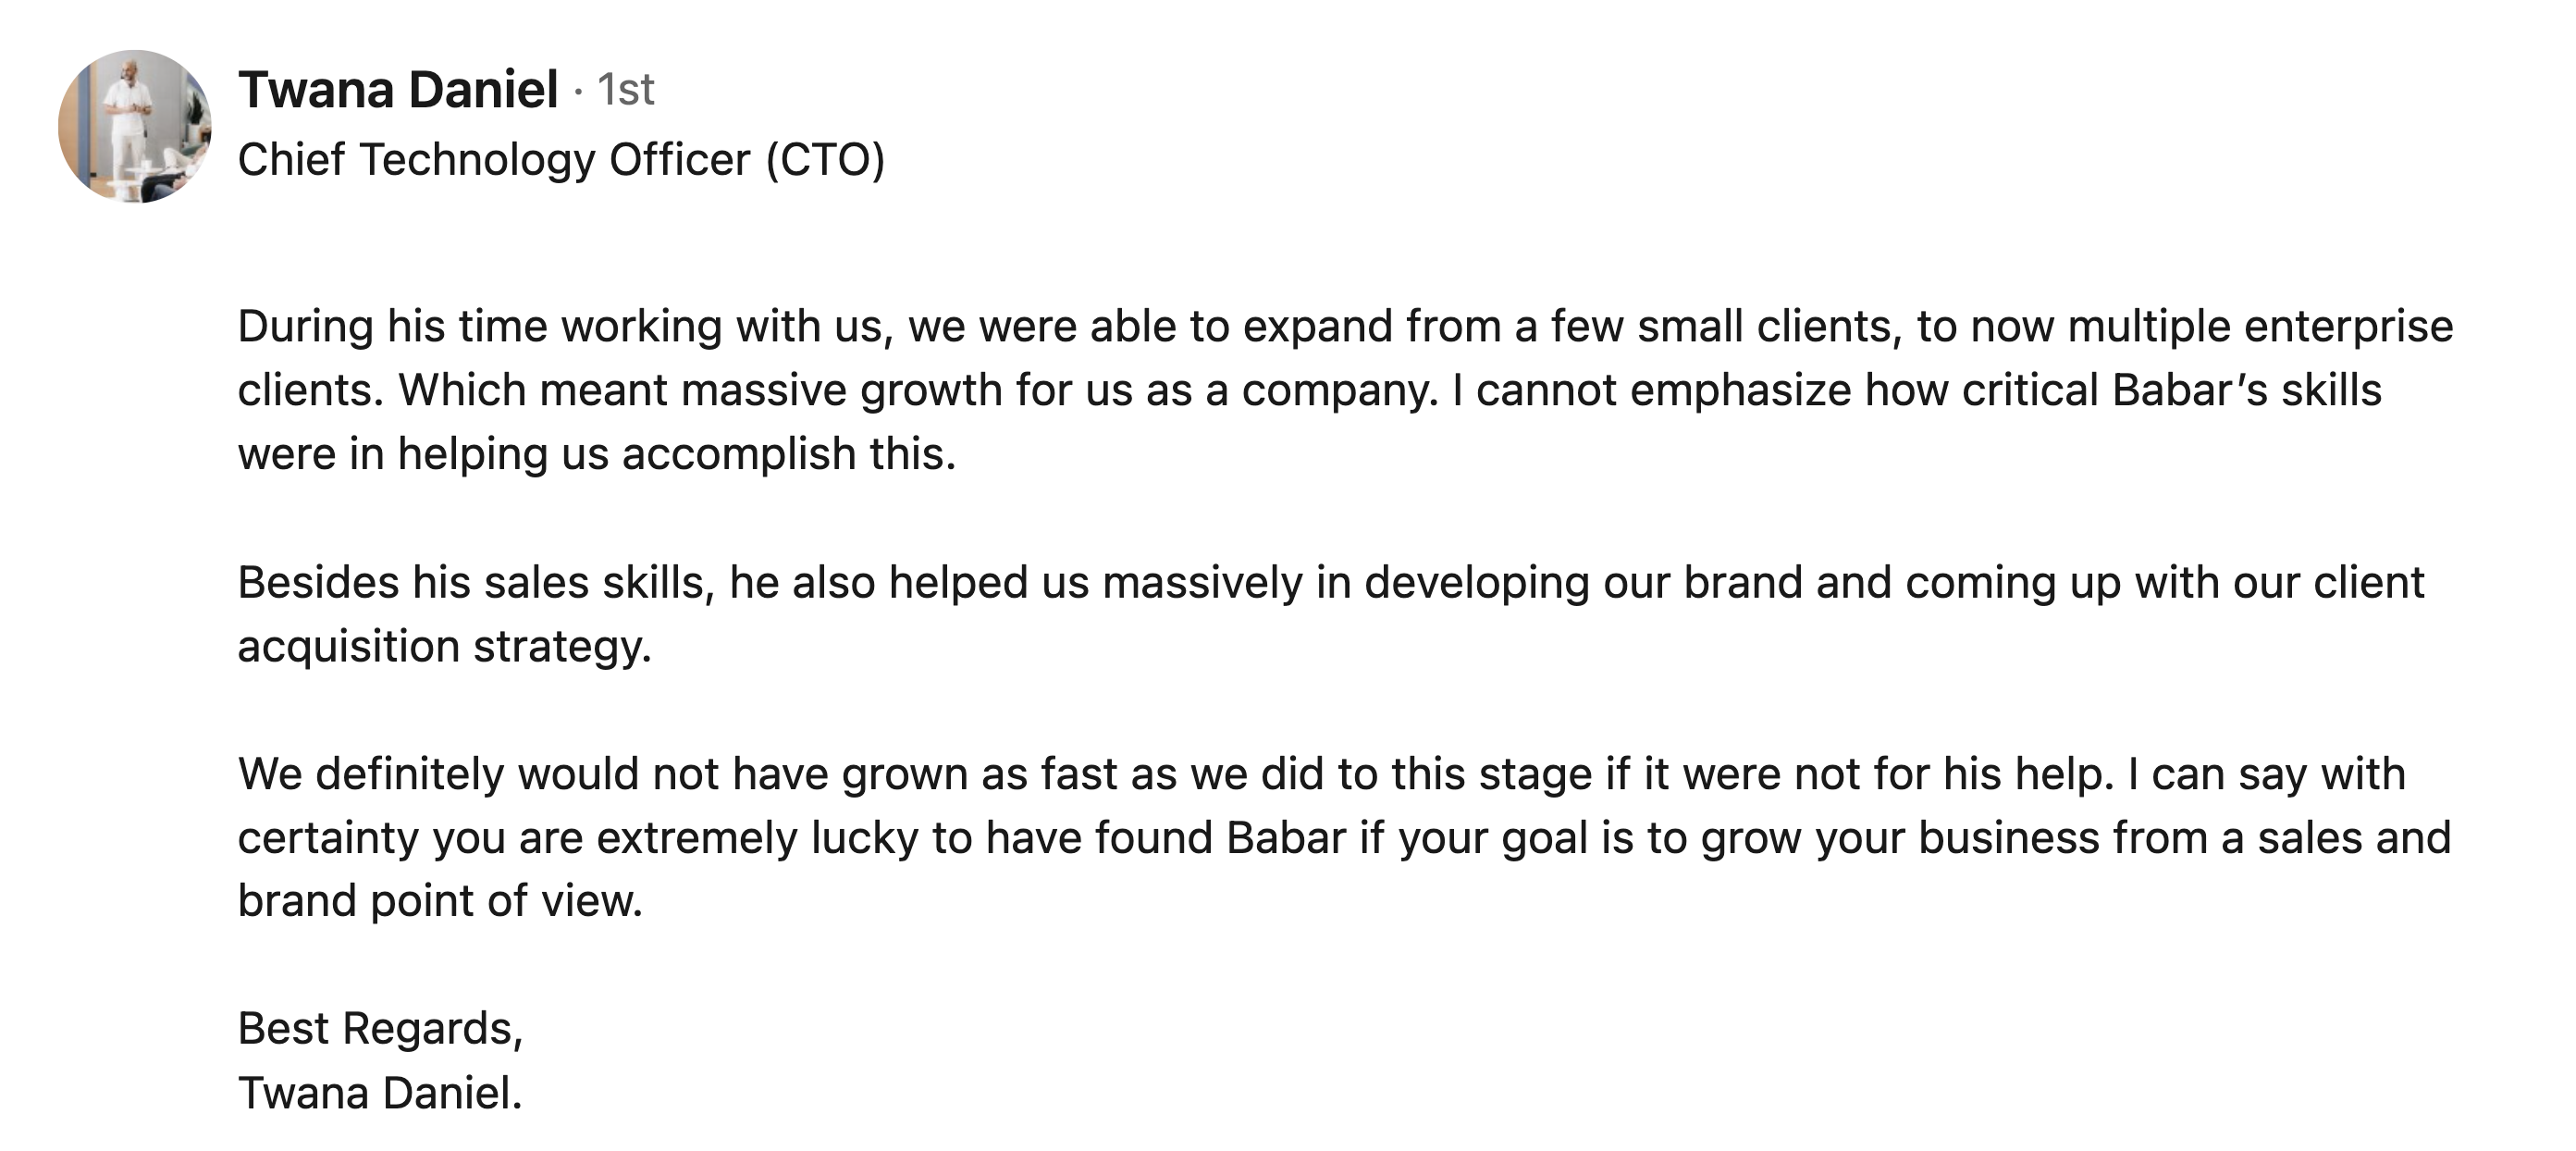 Twana Daniel · 1st
Chief Technology Officer (CTO)
During his time working with us, we were able to expand from a few small clients, to now multiple enterprise
clients. Which meant massive growth for us as a company. I cannot emphasize how critical Babar’s skills
were in helping us accomplish this.
Besides his sales skills, he also helped us massively in developing our brand and coming up with our client
acquisition strategy.
We definitely would not have grown as fast as we did to this stage if it were not for his help. I can say with
certainty you are extremely lucky to have found Babar if your goal is to grow your business from a sales and
brand point of view.
Best Regards,
Twana Daniel.